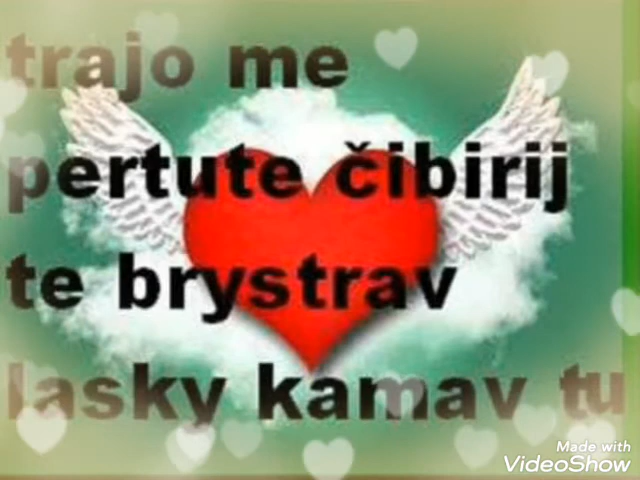 trajo me
pertute čibirij
te brystrav
lasky kamav tu
Made with
VideoShow